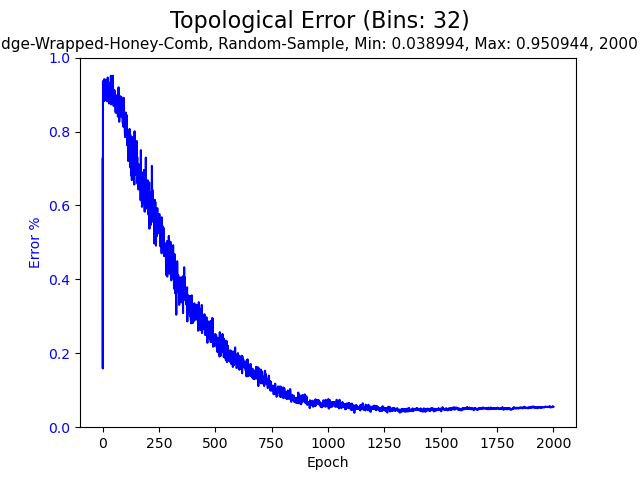 Topological Error (Bins: 32)
dge-Wrapped-Honey-Comb, Random-Sample, Min: 0.038994, Max: 0.950944, 2000
1.0
0.8
0.6
0.4
0.2
0.0
Error %
0 250 500 750 1000 1250 1500 1750 2000
Epoch